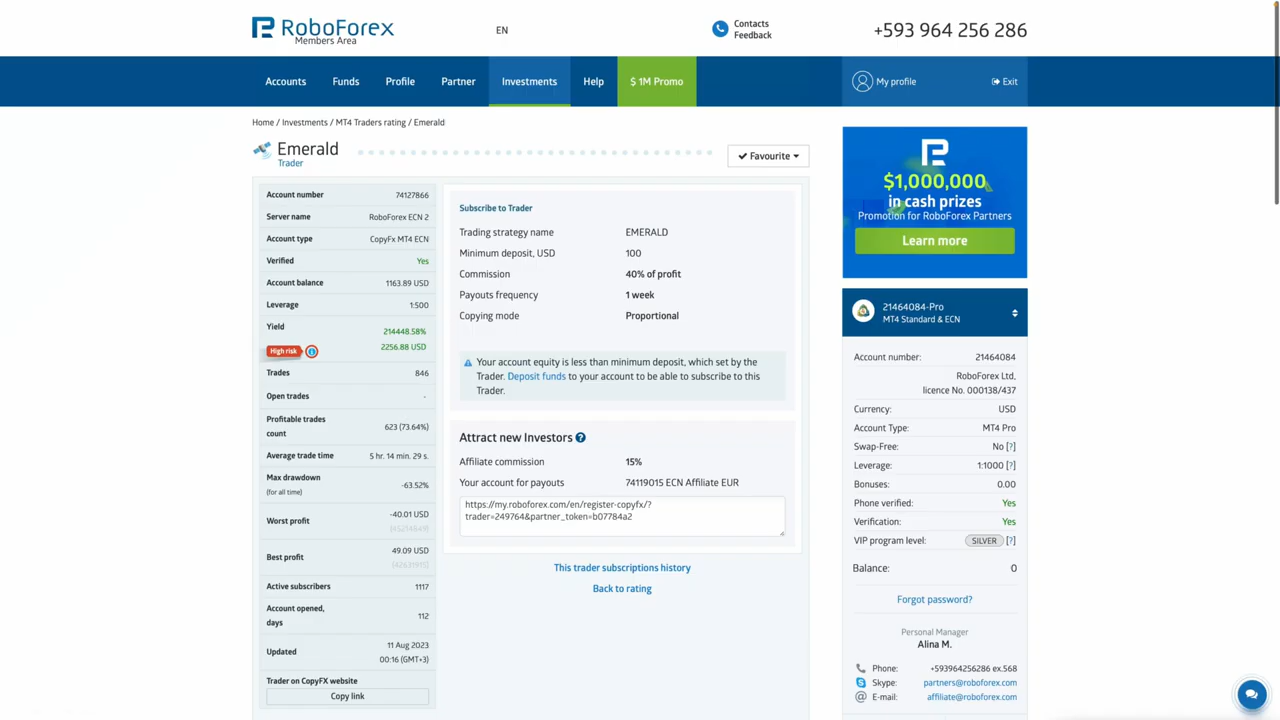 RoboForex
Members Area
EN
Contacts
Feedback
+593 964 256 286
Accounts
Funds
Profile
Partner
Investments
Help
$ 1M Promo
My profile
Exit
Home / Investments / MT4 Traders rating / Emerald
Emerald
Trader
Favourite
Account number 74127866
Server name RoboForex ECN 2
Account type CopyFx MT4 ECN
Verified Yes
Account balance 1163.89 USD
Leverage 1:500
Yield 214448.58%
2256.88 USD
High risk
Trades 846
Open trades -
Profitable trades
count 623 (73.64%)
Average trade time 5 hr. 14 min. 29 s.
Max drawdown
(for all time) -63.52%
Worst profit -40.01 USD
[45214849]
Best profit 49.09 USD
[42631915]
Active subscribers 1117
Account opened,
days 112
Updated 11 Aug 2023
00:16 (GMT+3)
Trader on CopyFX website
Copy link
Subscribe to Trader
Trading strategy name EMERALD
Minimum deposit, USD 100
Commission 40% of profit
Payouts frequency 1 week
Copying mode Proportional
Your account equity is less than minimum deposit, which set by the
Trader. Deposit funds to your account to be able to subscribe to this
Trader.
Attract new Investors ?
Affiliate commission 15%
Your account for payouts 74119015 ECN Affiliate EUR
https://my.roboforex.com/en/register-copyfx/?
trader=249764&partner_token=b07784a2
This trader subscriptions history
Back to rating
$1,000,000
in cash prizes
Promotion for RoboForex Partners
Learn more
21464084-Pro
MT4 Standard & ECN
Account number: 21464084
RoboForex Ltd,
licence No. 000138/437
Currency: USD
Account Type: MT4 Pro
Swap-Free: No [?]
Leverage: 1:1000 [?]
Bonuses: 0.00
Phone verified: Yes
Verification: Yes
VIP program level: SILVER [?]
Balance: 0
Forgot password?
Personal Manager
Alina M.
Phone: +593964256286 ex.568
Skype: partners@roboforex.com
E-mail: affiliate@roboforex.com